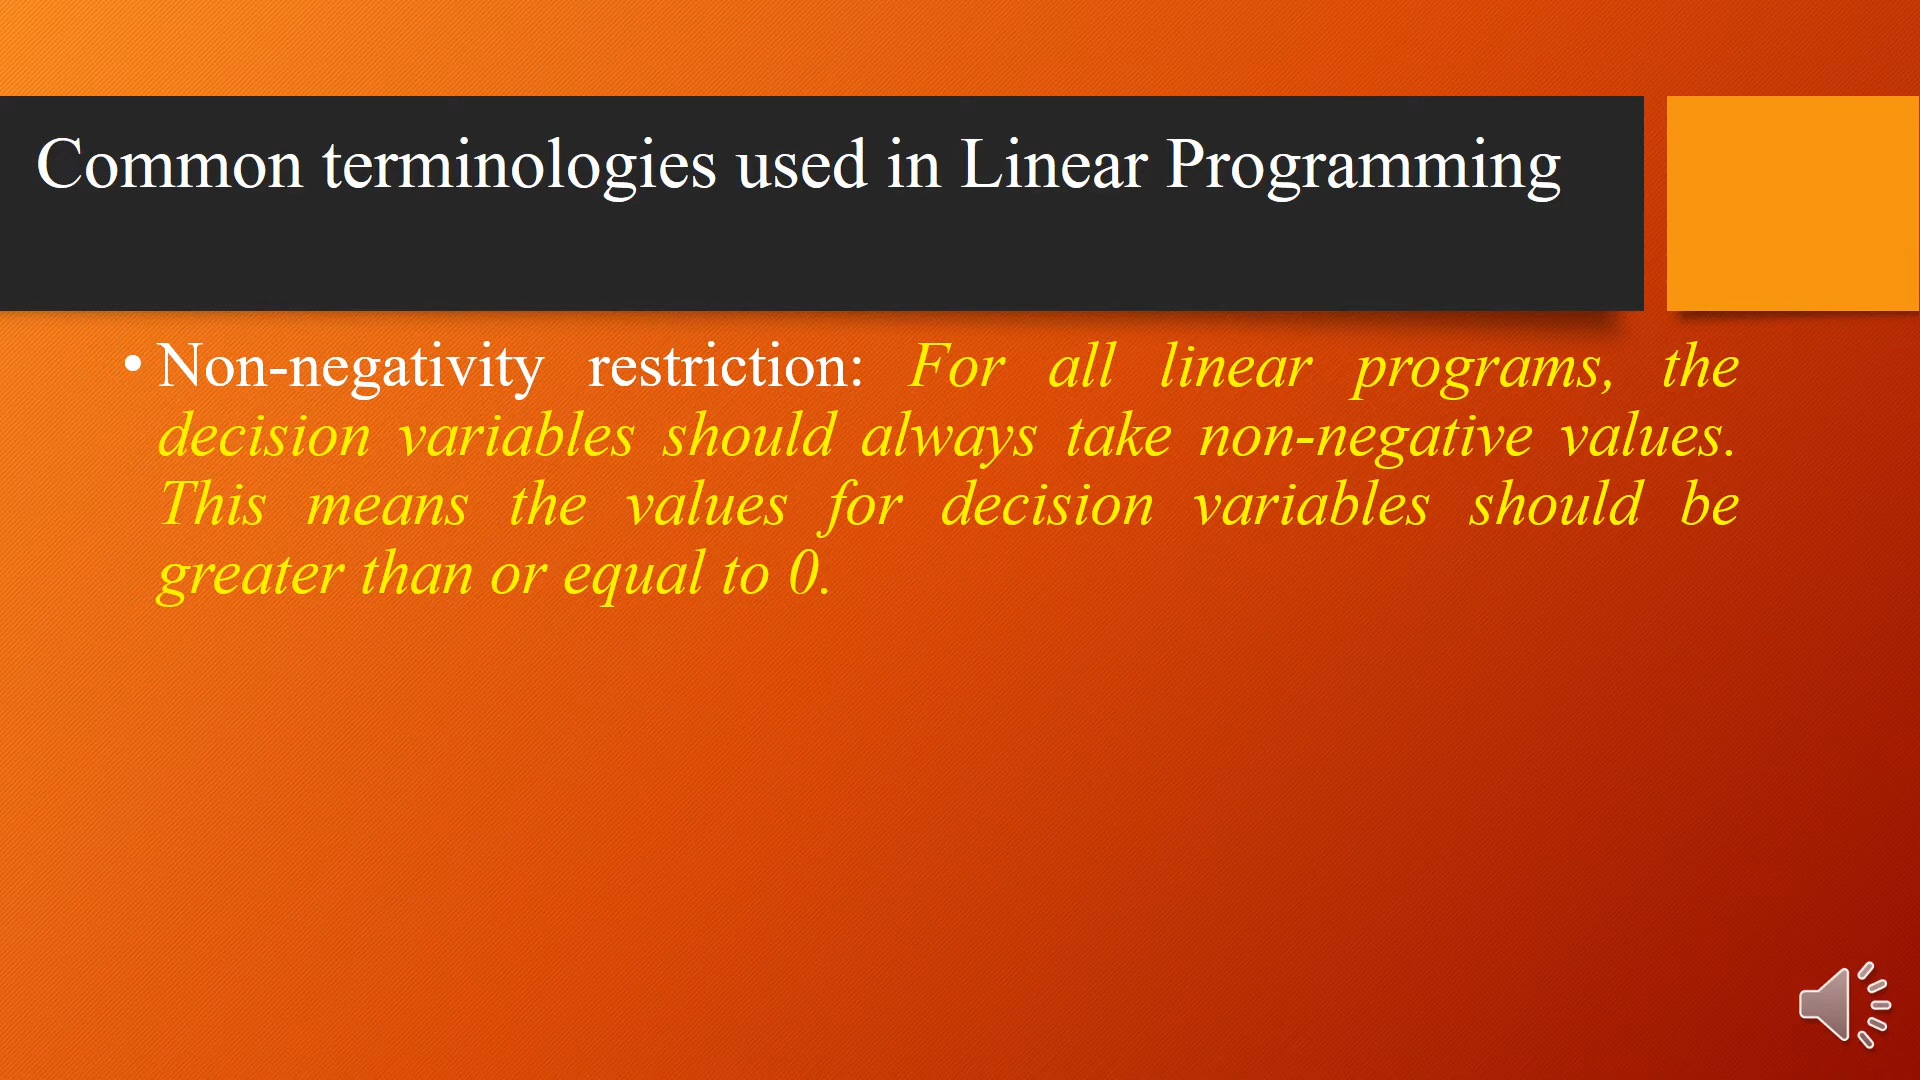 Common terminologies used in Linear Programming
• Non-negativity restriction: For all linear programs, the
decision variables should always take non-negative values.
This means the values for decision variables should be
greater than or equal to 0.